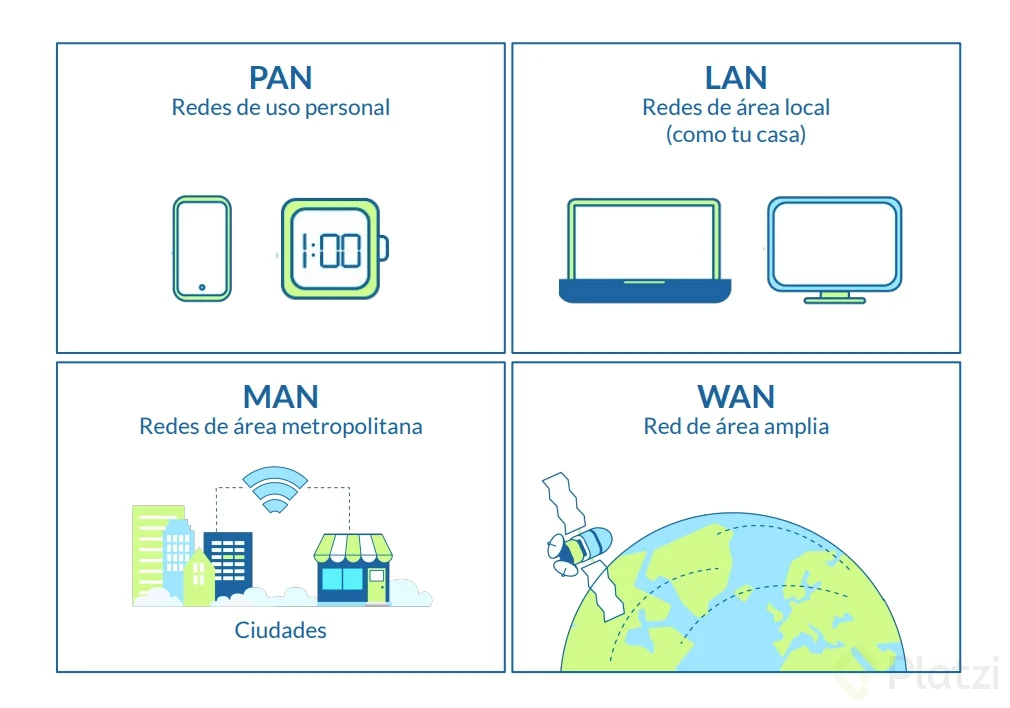 PAN
Redes de uso personal
1:00
LAN
Redes de área local
(como tu casa)
MAN
Redes de área metropolitana
Ciudades
WAN
Red de área amplia
Platzi